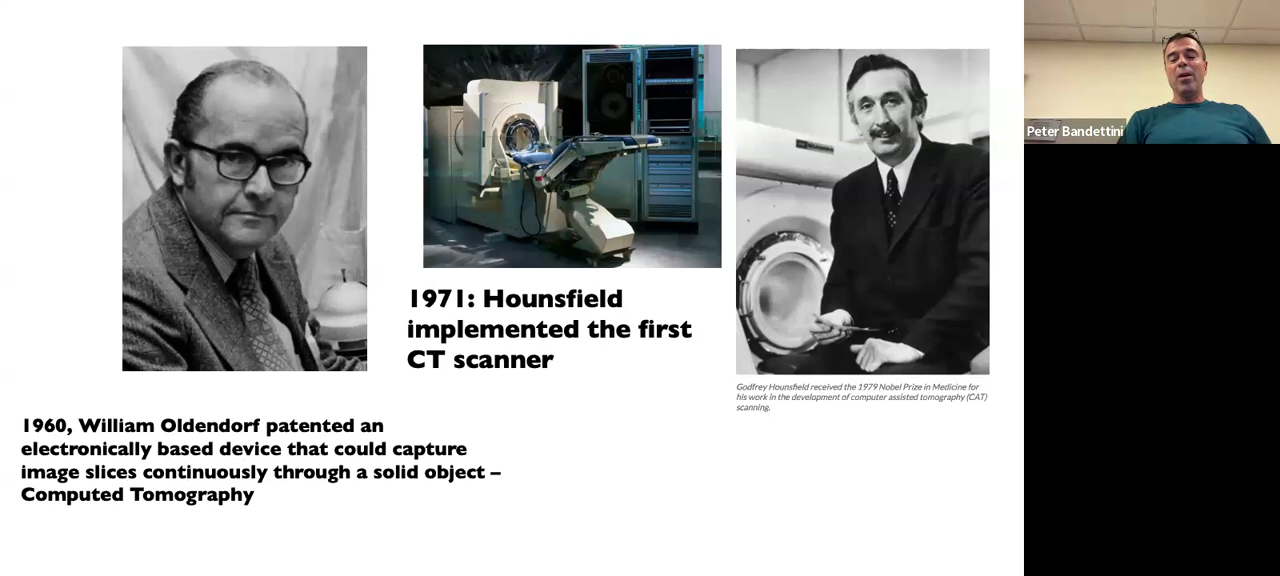 1971: Hounsfield
implemented the first
CT scanner
Godfrey Hounsfield received the 1979 Nobel Prize in Medicine for
his work in the development of computer assisted tomography (CAT)
scanning.
1960, William Oldendorf patented an
electronically based device that could capture
image slices continuously through a solid object –
Computed Tomography
Peter Bandettini